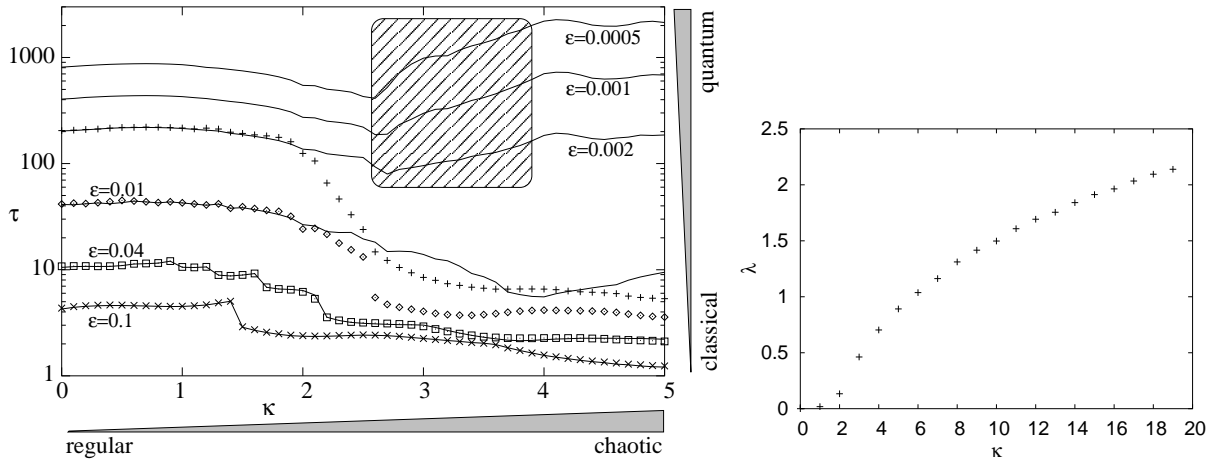 1000
100
10
1
τ
ε=0.0005
ε=0.001
ε=0.002
ε=0.01
ε=0.04
ε=0.1
0 1 2 3 4 5
κ
regular chaotic
quantum
classical
2.5
2
1.5
1
0.5
0
λ
0 2 4 6 8 10 12 14 16 18 20
κ